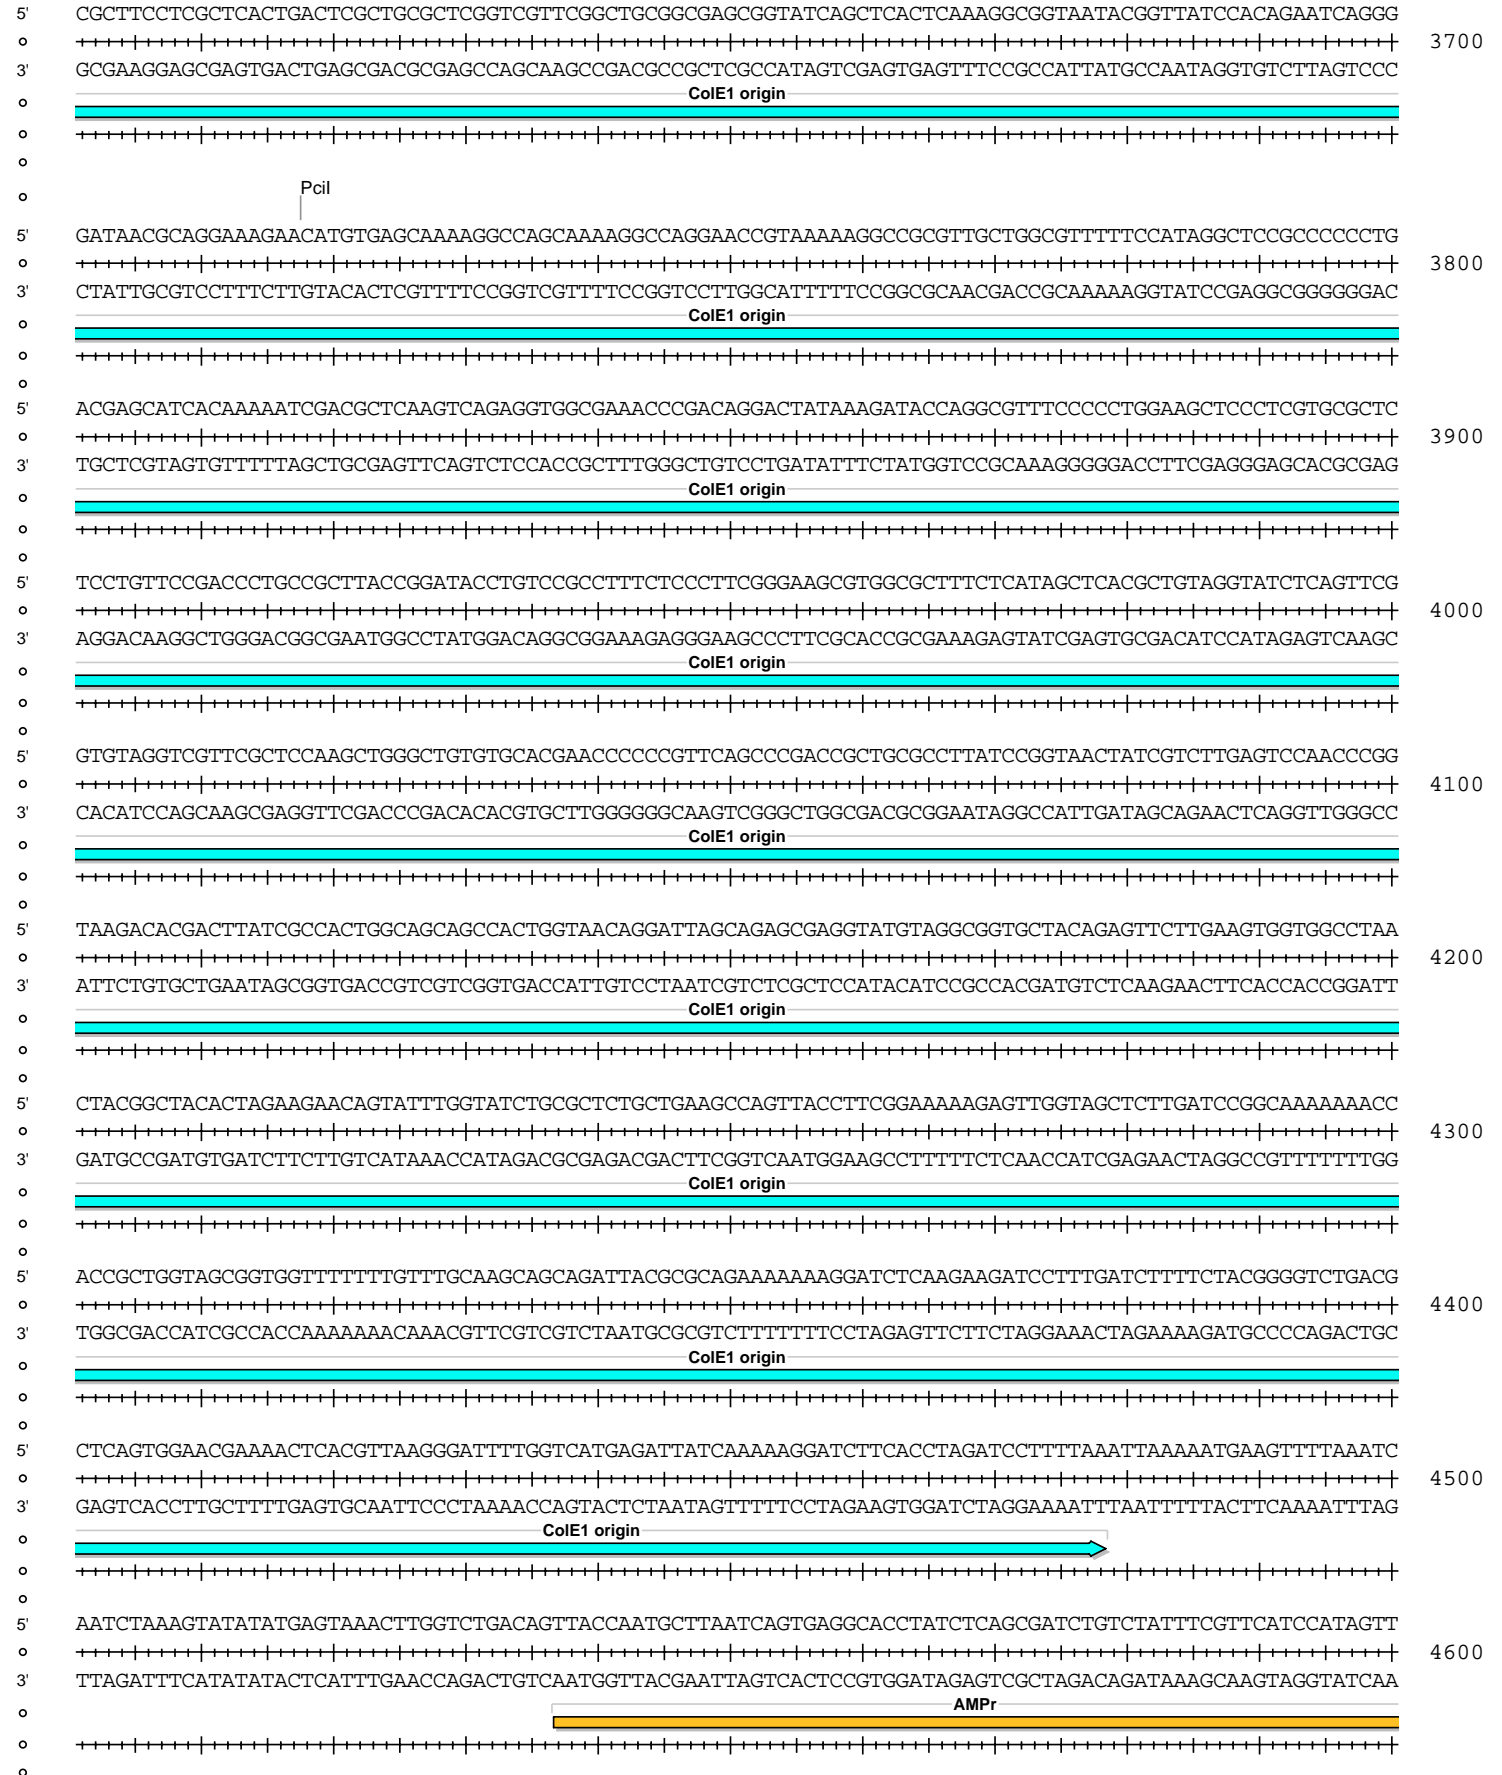 5' CGCTTCCTCGCTCACTGACTCGCTGCGCTCGGTCGTTCGGCTGCGGCGAGCGGTATCAGCTCACTCAAAGGCGGTAATACGGTTATCCACAGAATCAGGG
3700
3' GCGAAGGAGCGAGTGACTGAGCGACGCGAGCCAGCAAGCCGACGCCGCTCGCCATAGTCGAGTGAGTTTCCGCCATTATGCCAATAGGTGTCTTAGTCCC
ColE1 origin
PciI
5' GATAACGCAGGAAAGAACATGTGAGCAAAAGGCCAGCAAAAGGCCAGGAACCGTAAAAAGGCCGCGTTGCTGGCGTTTTTCCATAGGCTCCGCCCCCCTG
3800
3' CTATTGCGTCCTTTCTTGTACACTCGTTTTCCGGTCGTTTTCCGGTCCTTGGCATTTTTCCGGCGCAACGACCGCAAAAAGGTATCCGAGGCGGGGGGAC
ColE1 origin
5' ACGAGCATCACAAAAATCGACGCTCAAGTCAGAGGTGGCGAAACCCGACAGGACTATAAAGATACCAGGCGTTTCCCCCTGGAAGCTCCCTCGTGCGCTC
3900
3' TGCTCGTAGTGTTTTTAGCTGCGAGTTCAGTCTCCACCGCTTTGGGCTGTCCTGATATTTCTATGGTCCGCAAAGGGGGACCTTCGAGGGAGCACGCGAG
ColE1 origin
5' TCCTGTTCCGACCCTGCCGCTTACCGGATACCTGTCCGCCTTTCTCCCTTCGGGAAGCGTGGCGCTTTCTCATAGCTCACGCTGTAGGTATCTCAGTTCG
4000
3' AGGACAAGGCTGGGACGGCGAATGGCCTATGGACAGGCGGAAAGAGGGAAGCCCTTCGCACCGCGAAAGAGTATCGAGTGCGACATCCATAGAGTCAAGC
ColE1 origin
5' GTGTAGGTCGTTCGCTCCAAGCTGGGCTGTGTGCACGAACCCCCCGTTCAGCCCGACCGCTGCGCCTTATCCGGTAACTATCGTCTTGAGTCCAACCCGG
4100
3' CACATCCAGCAAGCGAGGTTCGACCCGACACACGTGCTTGGGGGGCAAGTCGGGCTGGCGACGCGGAATAGGCCATTGATAGCAGAACTCAGGTTGGGCC
ColE1 origin
5' TAAGACACGACTTATCGCCACTGGCAGCAGCCACTGGTAACAGGATTAGCAGAGCGAGGTATGTAGGCGGTGCTACAGAGTTCTTGAAGTGGTGGCCTAA
4200
3' ATTCTGTGCTGAATAGCGGTGACCGTCGTCGGTGACCATTGTCCTAATCGTCTCGCTCCATACATCCGCCACGATGTCTCAAGAACTTCACCACCGGATT
ColE1 origin
5' CTACGGCTACACTAGAAGAACAGTATTTGGTATCTGCGCTCTGCTGAAGCCAGTTACCTTCGGAAAAAGAGTTGGTAGCTCTTGATCCGGCAAAAAAACC
4300
3' GATGCCGATGTGATCTTCTTGTCATAAACCATAGACGCGAGACGACTTCGGTCAATGGAAGCCTTTTTCTCAACCATCGAGAACTAGGCCGTTTTTTTGG
ColE1 origin
5' ACCGCTGGTAGCGGTGGTTTTTTTGTTTGCAAGCAGCAGATTACGCGCAGAAAAAAAGGATCTCAAGAAGATCCTTTGATCTTTTCTACGGGGTCTGACG
4400
3' TGGCGACCATCGCCACCAAAAAAACAAACGTTCGTCGTCTAATGCGCGTCTTTTTTTCCTAGAGTTCTTCTAGGAAACTAGAAAAGATGCCCCAGACTGC
ColE1 origin
5' CTCAGTGGAACGAAAACTCACGTTAAGGGATTTTGGTCATGAGATTATCAAAAAGGATCTTCACCTAGATCCTTTTAAATTAAAAATGAAGTTTTAAATC
4500
3' GAGTCACCTTGCTTTTGAGTGCAATTCCCTAAAACCAGTACTCTAATAGTTTTTCCTAGAAGTGGATCTAGGAAAATTTAATTTTTACTTCAAAATTTAG
ColE1 origin
5' AATCTAAAGTATATATGAGTAAACTTGGTCTGACAGTTACCAATGCTTAATCAGTGAGGCACCTATCTCAGCGATCTGTCTATTTCGTTCATCCATAGTT
4600
3' TTAGATTTCATATATACTCATTTGAACCAGACTGTCAATGGTTACGAATTAGTCACTCCGTGGATAGAGTCGCTAGACAGATAAAGCAAGTAGGTATCAA
AMPr